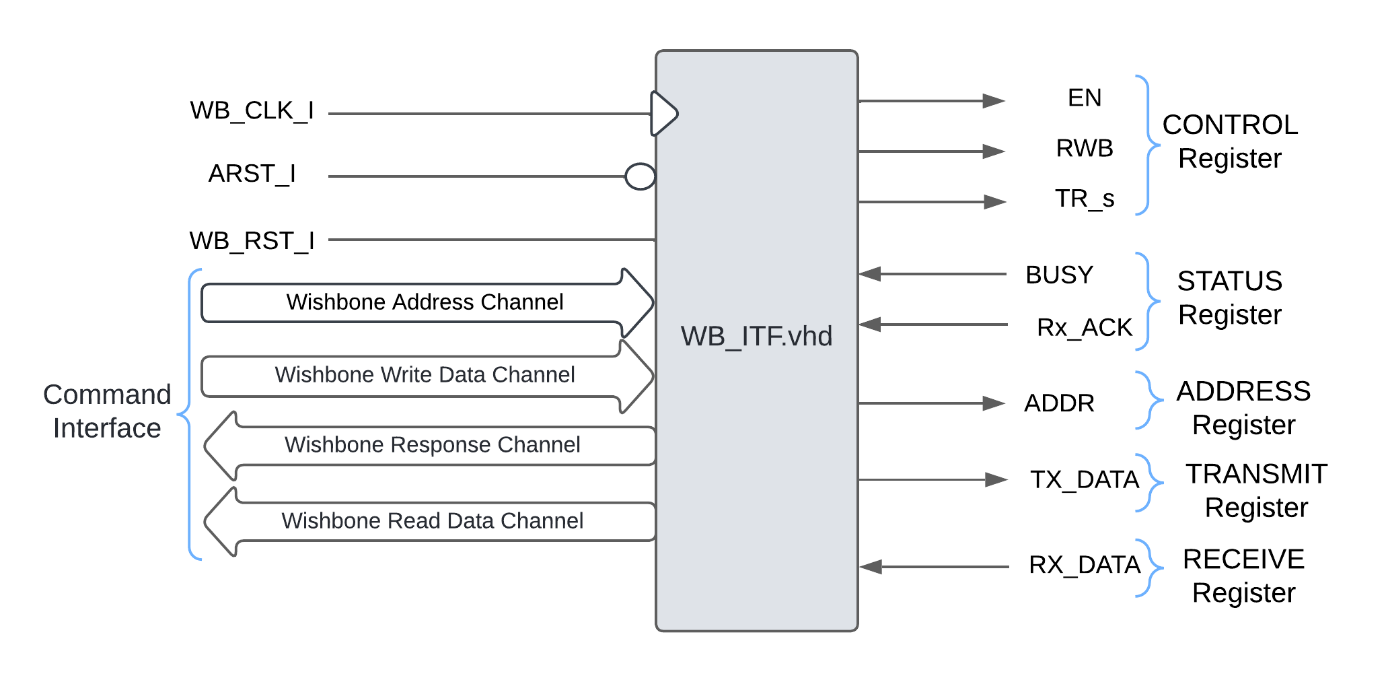 WB_CLK_I
ARST_I
WB_RST_I
Command
Interface
Wishbone Address Channel
Wishbone Write Data Channel
Wishbone Response Channel
Wishbone Read Data Channel
WB_ITF.vhd
EN
RWB
TR_s
CONTROL
Register
BUSY
Rx_ACK
STATUS
Register
ADDR
ADDRESS
Register
TX_DATA
TRANSMIT
Register
RX_DATA
RECEIVE
Register